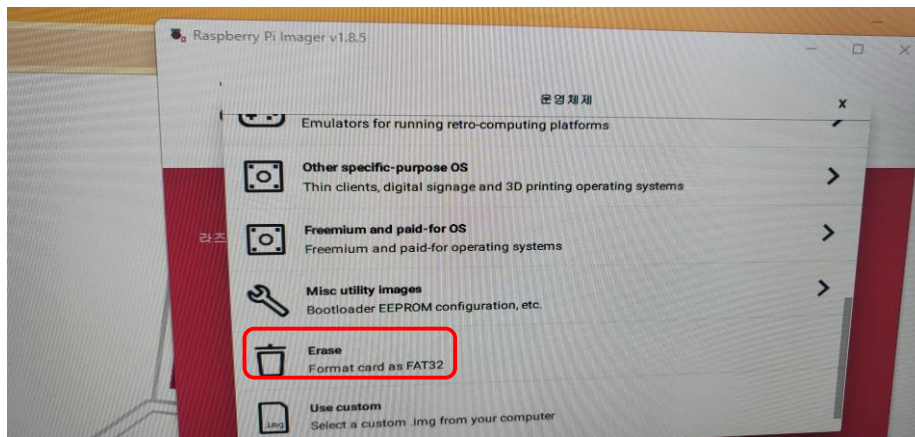 Raspberry Pi Imager v1.8.5
운영체제
x
Emulators for running retro-computing platforms
Other specific-purpose OS
Thin clients, digital signage and 3D printing operating systems
라즈
Freemium and paid-for OS
Freemium and paid-for operating systems
Misc utility images
Bootloader EEPROM configuration, etc.
Erase
Format card as FAT32
Use custom
.img
Select a custom .img from your computer